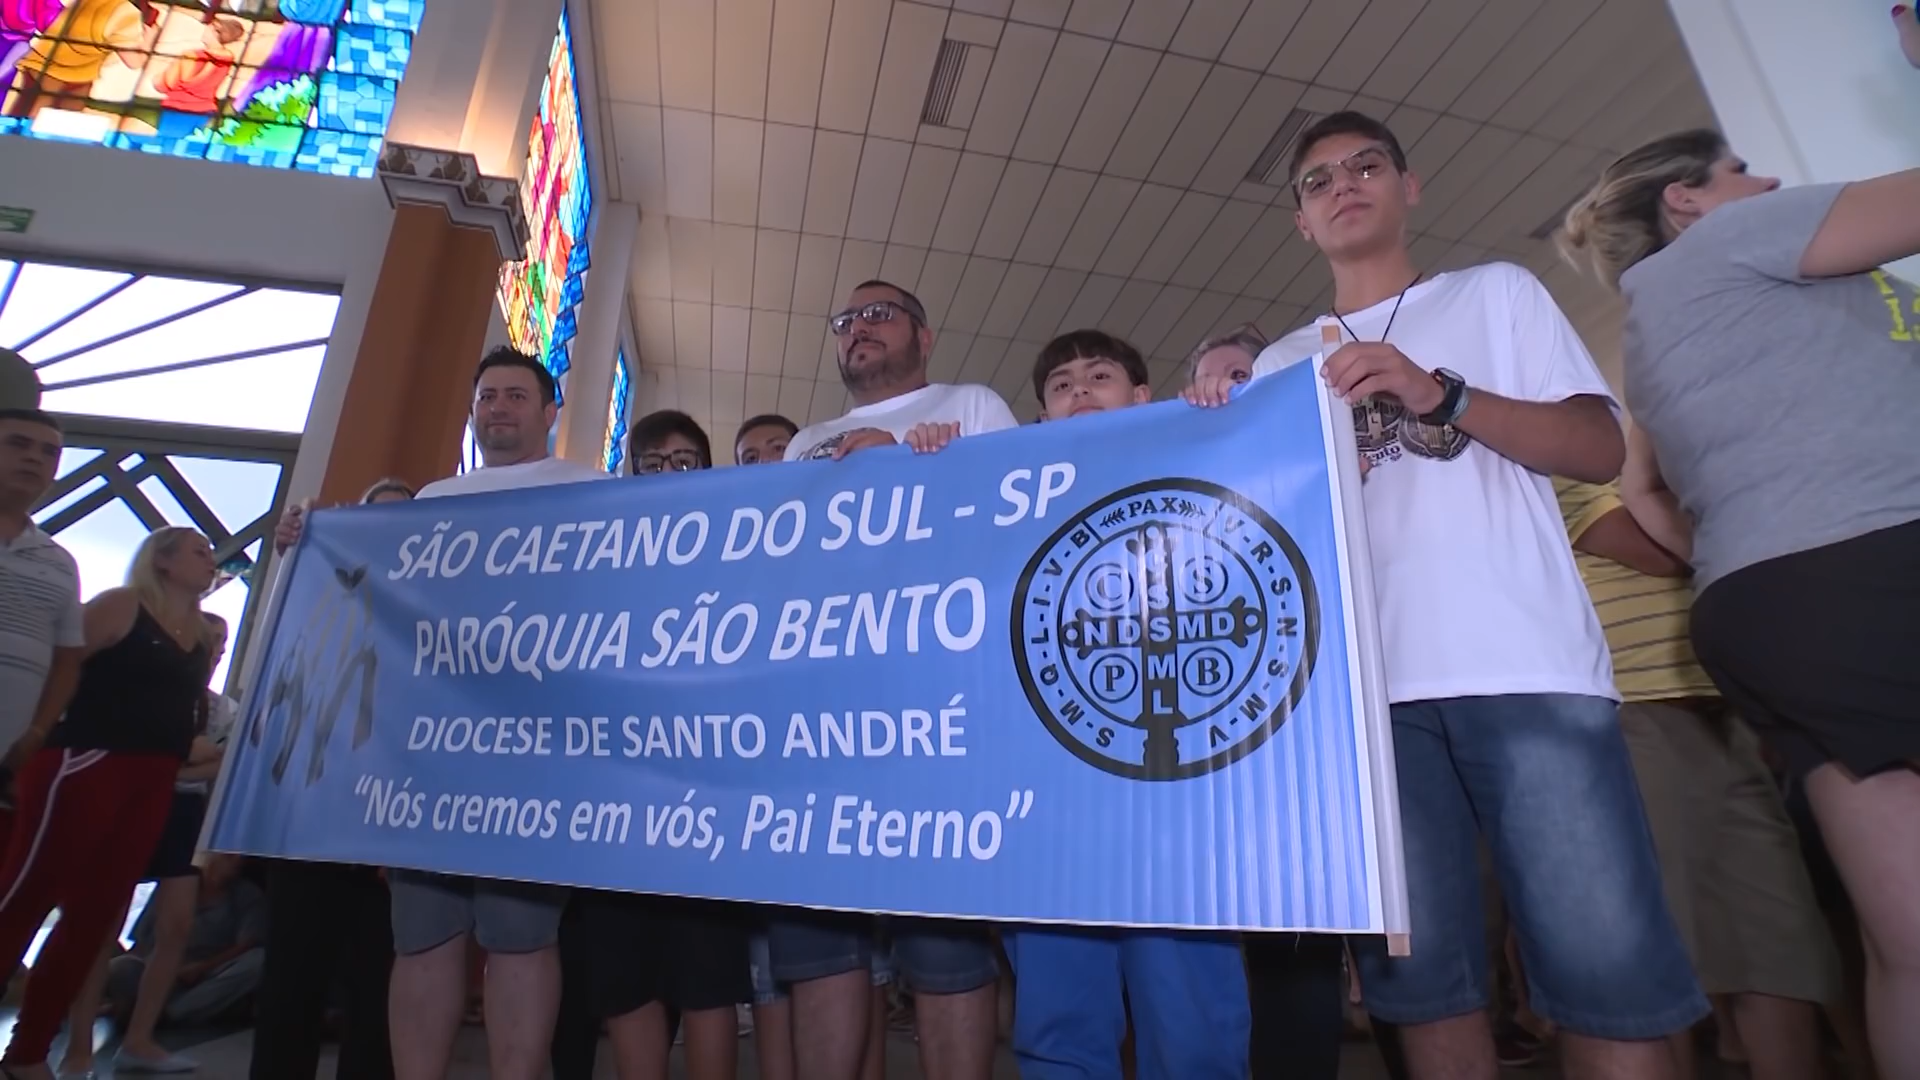 SÃO CAETANO DO SUL - SP
PARÓQUIA SÃO BENTO
DIOCESE DE SANTO ANDRÉ
“Nós cremos em vós, Pai Eterno”
PAX
V-R-S-N-S-M-V
S-M-Q-L-I-V-B
C S
C
S
S
N D S M D
M
L
P B